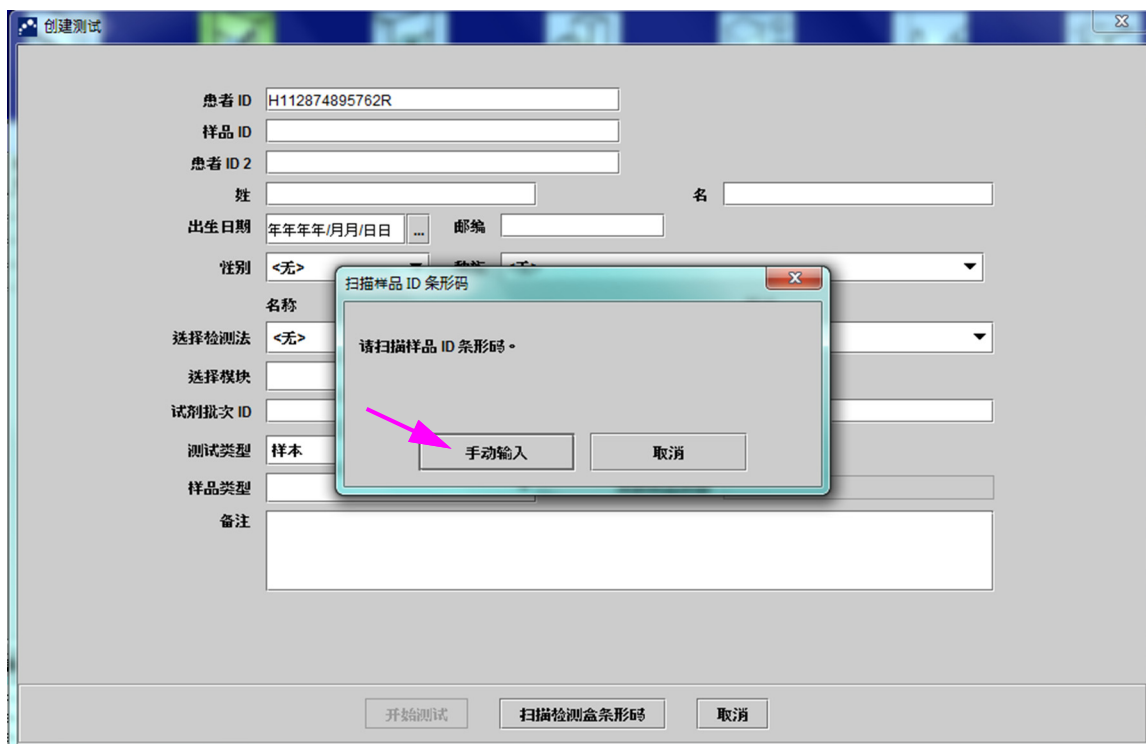 创建测试
患者 ID H112874895762R
样品 ID
患者 ID 2
姓 名
出生日期 年年年年/月月/日日 ... 邮编
性别 <无>
扫描样品 ID 条形码
名称
选择检测法 <无>
请扫描样品 ID 条形码。
选择模块
试剂批次 ID
测试类型 样本
手动输入 取消
样品类型
备注
开始测试 扫描检测盒条形码 取消